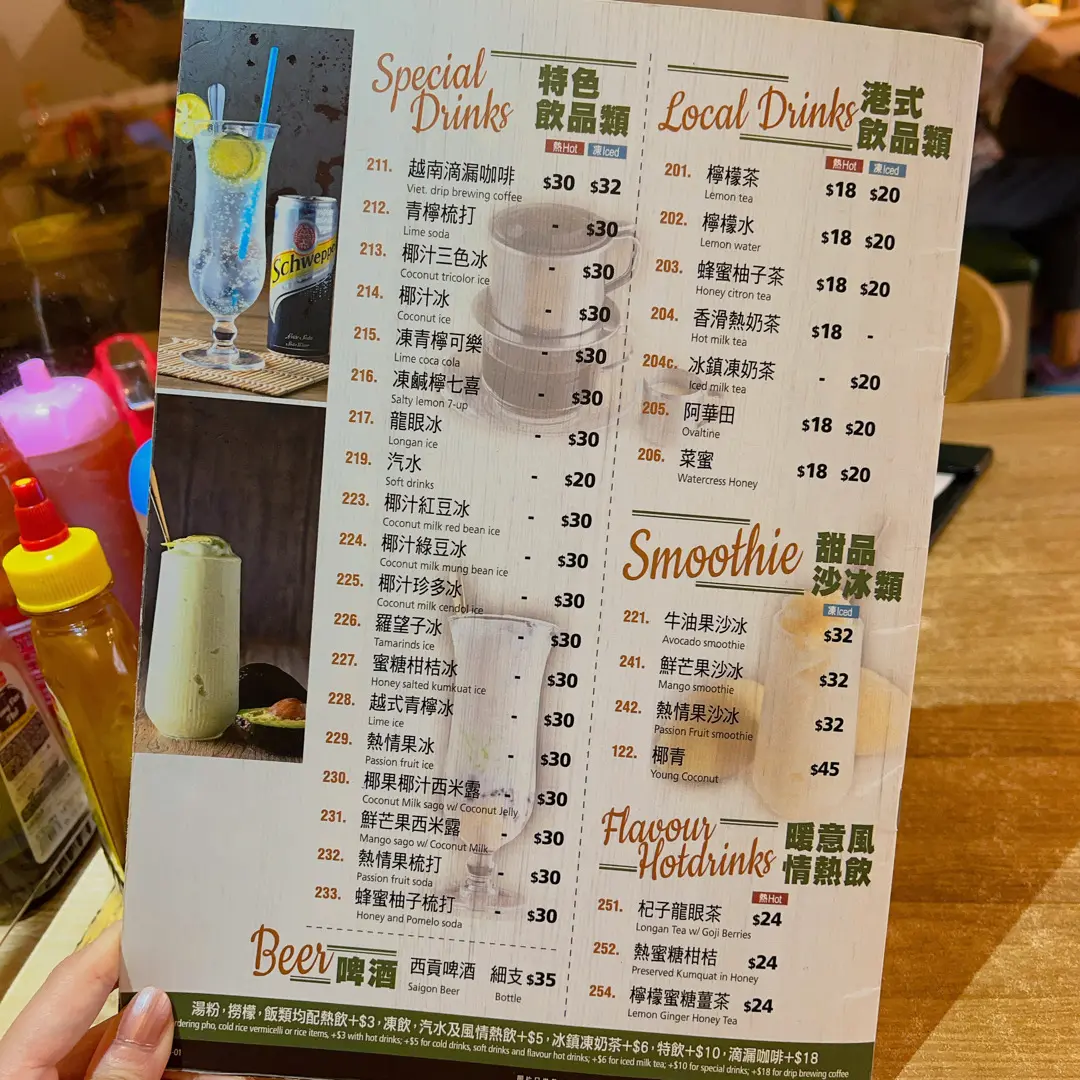 Special Drinks 特色飲品類
熱Hot 凍Iced
211. 越南滴漏咖啡 $30 $32
Viet. drip brewing coffee
212. 青檸梳打 - $30
Lime soda
213. 椰汁三色冰 - $30
Coconut tricolor ice
214. 椰汁冰 - $30
Coconut ice
215. 凍青檸可樂 - $30
Lime coca cola
216. 凍鹹檸七喜 - $30
Salty lemon 7-up
217. 龍眼冰 - $30
Longan ice
219. 汽水 - $20
Soft drinks
223. 椰汁紅豆冰 - $30
Coconut milk red bean ice
224. 椰汁綠豆冰 - $30
Coconut milk mung bean ice
225. 椰汁珍多冰 - $30
Coconut milk cendol ice
226. 羅望子冰 - $30
Tamarinds ice
227. 蜜糖柑桔冰 - $30
Honey salted kumkuat ice
228. 越式青檸冰 - $30
Lime ice
229. 熱情果冰 - $30
Passion fruit ice
230. 椰果椰汁西米露 - $30
Coconut Milk sago w/ Coconut Jelly
231. 鮮芒果西米露 - $30
Mango sago w/ Coconut Milk
232. 熱情果梳打 - $30
Passion fruit soda
233. 蜂蜜柚子梳打 - $30
Honey and Pomelo soda
Beer 啤酒 西貢啤酒 細支 $35
Saigon Beer Bottle
Local Drinks 港式飲品類
熱Hot 凍Iced
201. 檸檬茶 $18 $20
Lemon tea
202. 檸檬水 $18 $20
Lemon water
203. 蜂蜜柚子茶 $18 $20
Honey citron tea
204. 香滑熱奶茶 $18 -
Hot milk tea
204c. 冰鎮凍奶茶 - $20
Iced milk tea
205. 阿華田 $18 $20
Ovaltine
206. 菜蜜 $18 $20
Watercress Honey
Smoothie 甜品沙冰類
凍Iced
221. 牛油果沙冰 $32
Avocado smoothie
241. 鮮芒果沙冰 $32
Mango smoothie
242. 熱情果沙冰 $32
Passion Fruit smoothie
122. 椰青 $45
Young Coconut
Flavour Hotdrinks 暖意風情熱飲
熱Hot
251. 杞子龍眼茶 $24
Longan Tea w/ Goji Berries
252. 熱蜜糖柑桔 $24
Preserved Kumquat in Honey
254. 檸檬蜜糖薑茶 $24
Lemon Ginger Honey Tea
湯粉，撈檬，飯類均配熱飲+$3，凍飲，汽水及風情熱飲+$5，冰鎮凍奶茶+$6，特飲+$10，滴漏咖啡+$18
pho, cold rice vermicelli or rice items, +$3 with hot drinks; +$5 for cold drinks, soft drinks and flavour hot drinks; +$6 for iced milk tea; +$10 for special drinks; +$18 for drip brewing coffee
Schweppe